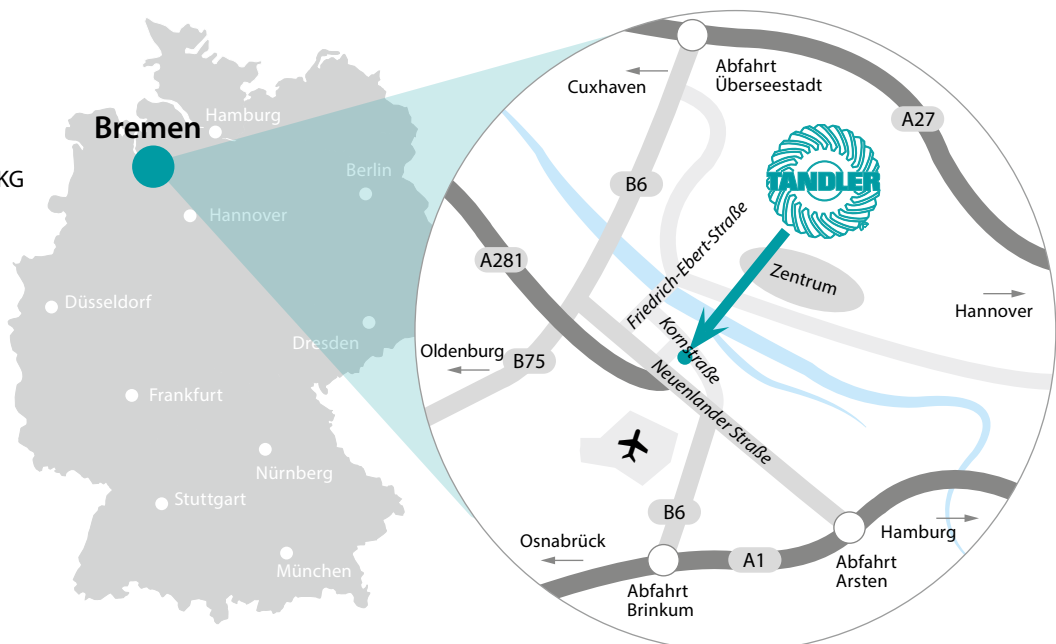 KG
Bremen
Hamburg
Berlin
Hannover
Düsseldorf
Dresden
Frankfurt
Nürnberg
Stuttgart
München
Abfahrt
Überseestadt
Cuxhaven
A27
B6
TANDLER
®
Friedrich-Ebert-Straße
A281
Zentrum
Hannover
Kornstraße
Oldenburg
B75
Neuenlander Straße
B6
Osnabrück
Hamburg
A1
Abfahrt
Arsten
Abfahrt
Brinkum